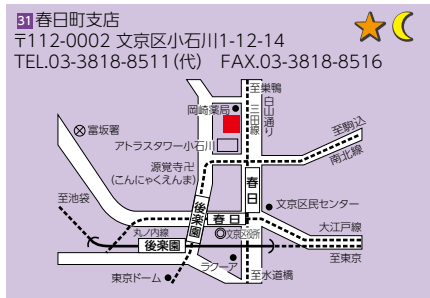 31 春日町支店
〒112-0002 文京区小石川1-12-14
TEL.03-3818-8511(代) FAX.03-3818-8516
至巣鴨
岡崎薬局
三田線
白山通り
至駒込
富坂署
アトラスタワー小石川
南北線
源覚寺卍
(こんにゃくえんま)
春日
至池袋
後楽園
文京区民センター
春日
大江戸線
丸ノ内線
文京区役所
後楽園
至東京
ラクーア
東京ドーム
至水道橋